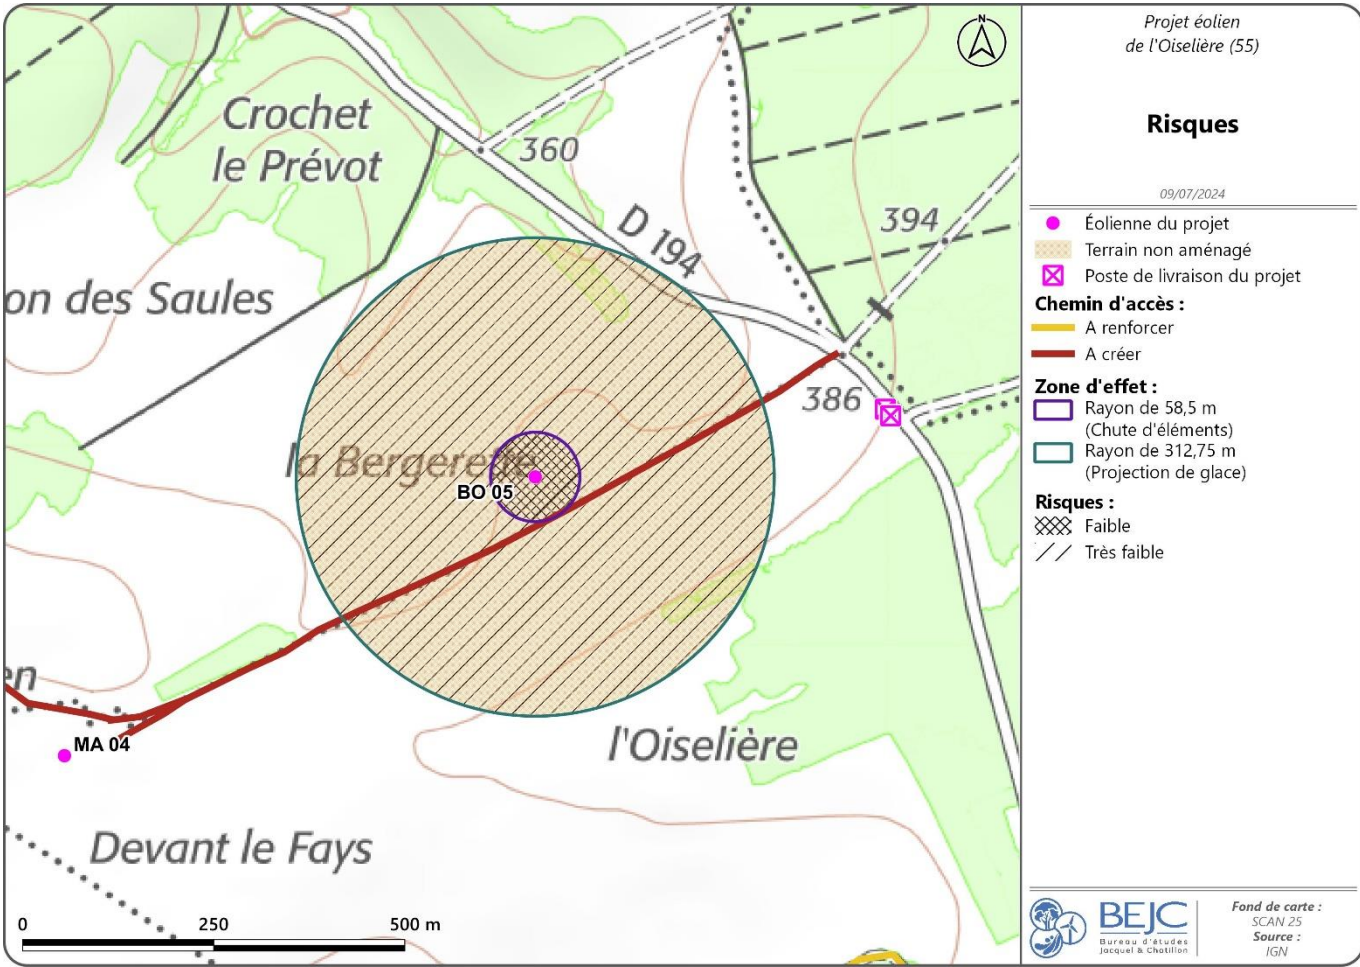 N
Crochet
le Prévot
360
D 194
394
on des Saules
386
la Bergerette
BO 05
en
MA 04
l'Oiselière
Devant le Fays
0 250 500 m
Projet éolien
de l'Oiselière (55)
Risques
09/07/2024
Éolienne du projet
Terrain non aménagé
Poste de livraison du projet
Chemin d'accès :
A renforcer
A créer
Zone d'effet :
Rayon de 58,5 m
(Chute d'éléments)
Rayon de 312,75 m
(Projection de glace)
Risques :
Faible
Très faible
BEJC
Bureau d'études
Jacquel & Chatillon
Fond de carte :
SCAN 25
Source :
IGN